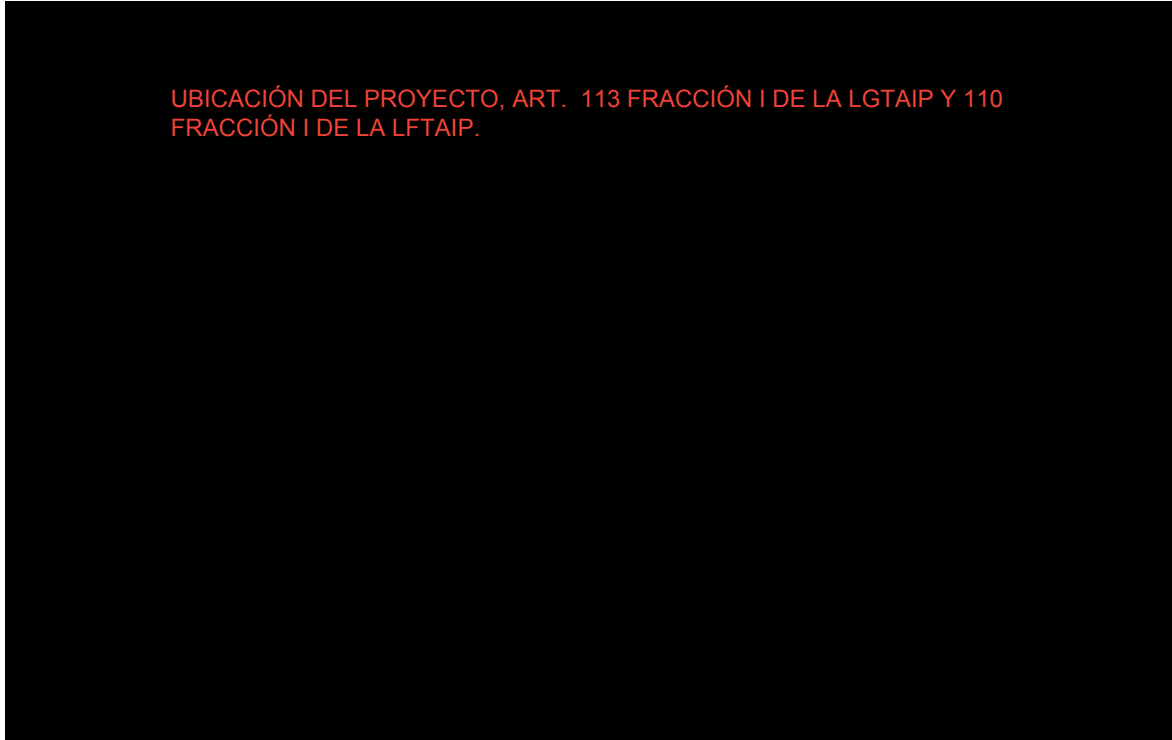 UBICACIÓN DEL PROYECTO, ART. 113 FRACCIÓN I DE LA LGTAIP Y 110
FRACCIÓN I DE LA LFTAIP.